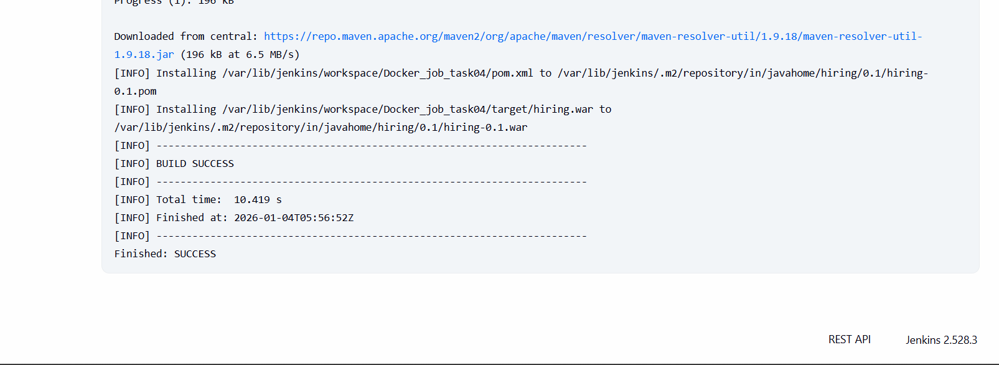 Progress (1): 196 kB
Downloaded from central: https://repo.maven.apache.org/maven2/org/apache/maven/resolver/maven-resolver-util/1.9.18/maven-resolver-util-
1.9.18.jar (196 kB at 6.5 MB/s)
[INFO] Installing /var/lib/jenkins/workspace/Docker_job_task04/pom.xml to /var/lib/jenkins/.m2/repository/in/javahome/hiring/0.1/hiring-
0.1.pom
[INFO] Installing /var/lib/jenkins/workspace/Docker_job_task04/target/hiring.war to
/var/lib/jenkins/.m2/repository/in/javahome/hiring/0.1/hiring-0.1.war
[INFO] ------------------------------------------------------------------------
[INFO] BUILD SUCCESS
[INFO] ------------------------------------------------------------------------
[INFO] Total time:  10.419 s
[INFO] Finished at: 2026-01-04T05:56:52Z
[INFO] ------------------------------------------------------------------------
Finished: SUCCESS
REST API Jenkins 2.528.3